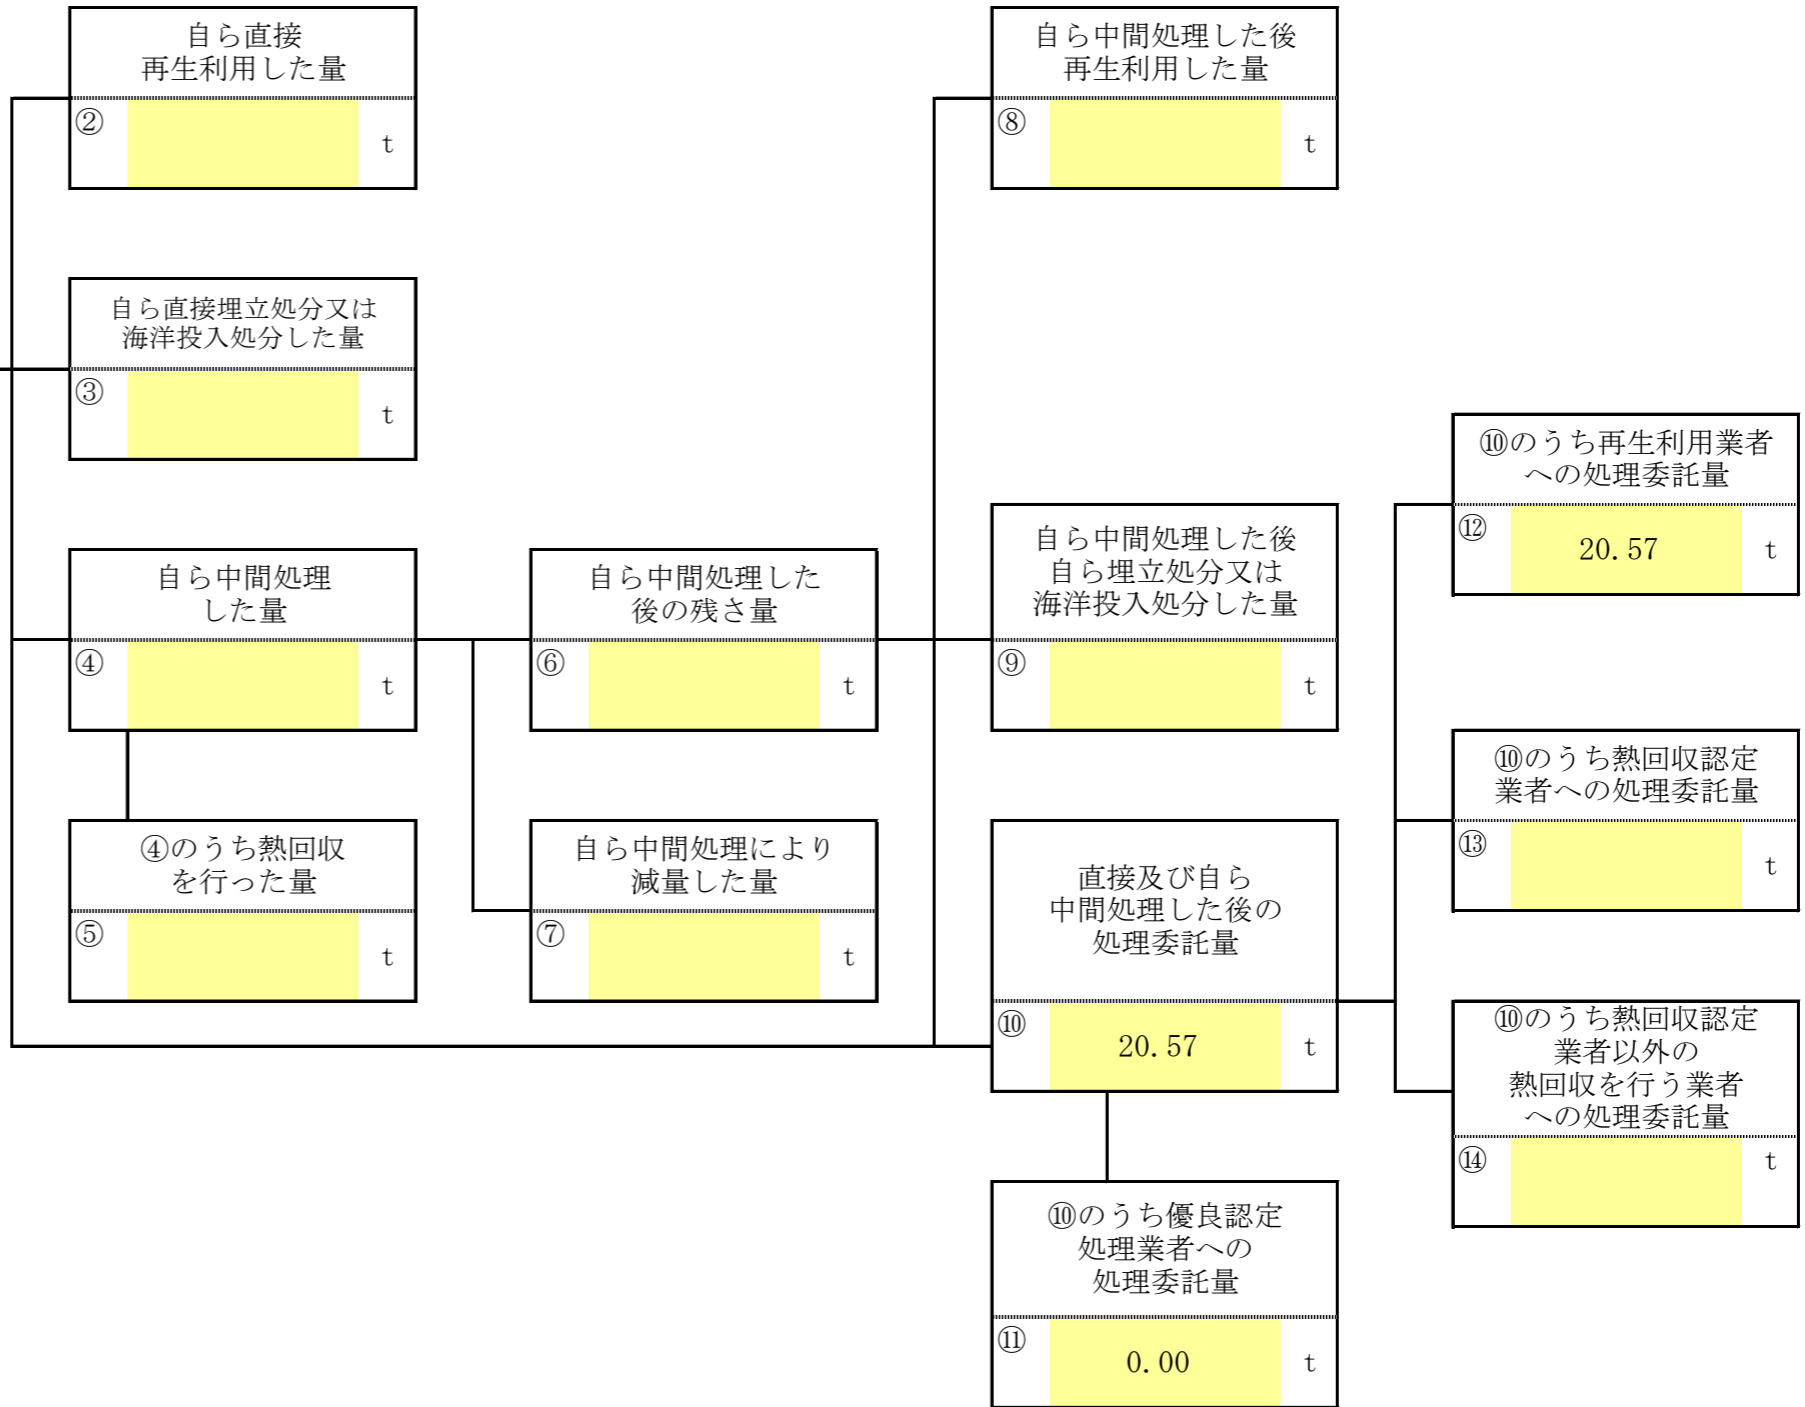 自ら直接
再生利用した量
②
t
自ら中間処理した後
再生利用した量
⑧
t
自ら直接埋立処分又は
海洋投入処分した量
③
t
⑩のうち再生利用業者
への処理委託量
⑫ 20.57 t
自ら中間処理
した量
④
t
自ら中間処理した
後の残さ量
⑥
t
自ら中間処理した後
自ら埋立処分又は
海洋投入処分した量
⑨
t
⑩のうち熱回収認定
業者への処理委託量
⑬
t
④のうち熱回収
を行った量
⑤
t
自ら中間処理により
減量した量
⑦
t
直接及び自ら
中間処理した後の
処理委託量
⑩ 20.57 t
⑩のうち熱回収認定
業者以外の
熱回収を行う業者
への処理委託量
⑭ t
⑩のうち優良認定
処理業者への
処理委託量
⑪ 0.00 t